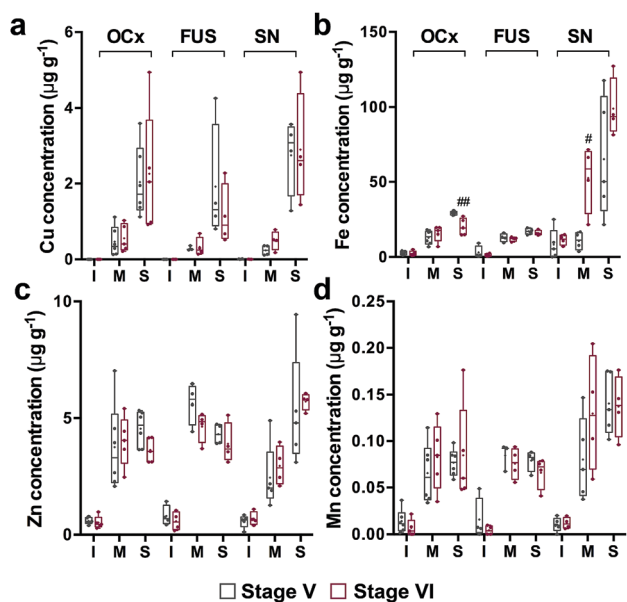 a
OCx FUS SN
Cu concentration (µg g-1)
6
4
2
0
I M S I M S I M S
b
OCx FUS SN
Fe concentration (µg g-1)
150
100
50
0
##
#
I M S I M S I M S
c
Zn concentration (µg g-1)
10
5
0
I M S I M S I M S
d
Mn concentration (µg g-1)
0.25
0.20
0.15
0.10
0.05
0.00
I M S I M S I M S
Stage V Stage VI